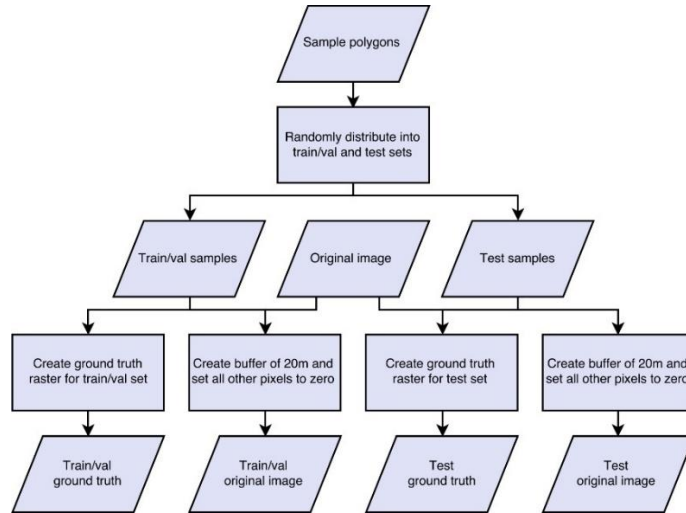 Sample polygons
Randomly distribute into
train/val and test sets
Train/val samples
Original image
Test samples
Create ground truth
raster for train/val set
Create buffer of 20m and
set all other pixels to zero
Create ground truth
raster for test set
Create buffer of 20m and
set all other pixels to zero
Train/val
ground truth
Train/val
original image
Test
ground truth
Test
original image